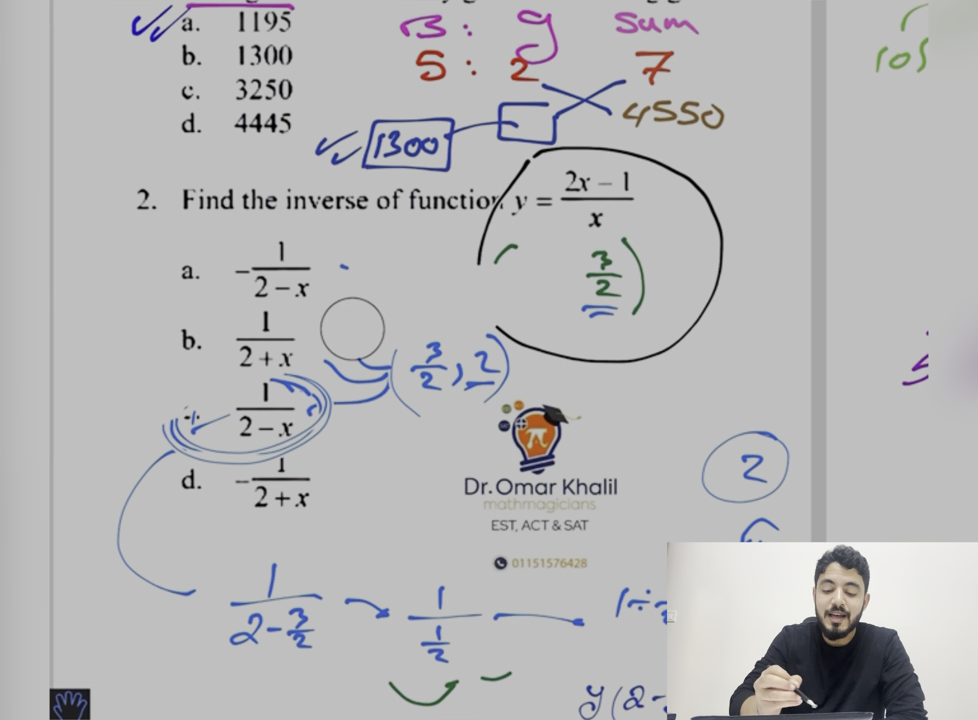 a. 1195
b. 1300
c. 3250
d. 4445
B : g sum
5 : 2 7
4550
1300
2. Find the inverse of function y = (2x − 1)/x
3/2
a. −1/(2 − x)
b. 1/(2 + x)
1/(2 − x)
d. −1/(2 + x)
(3/2, 2)
2
Dr. Omar Khalil
mathmagicians
EST, ACT & SAT
01151576428
1/(2 − 3/2) → 1/(1/2) 1÷
y(2-